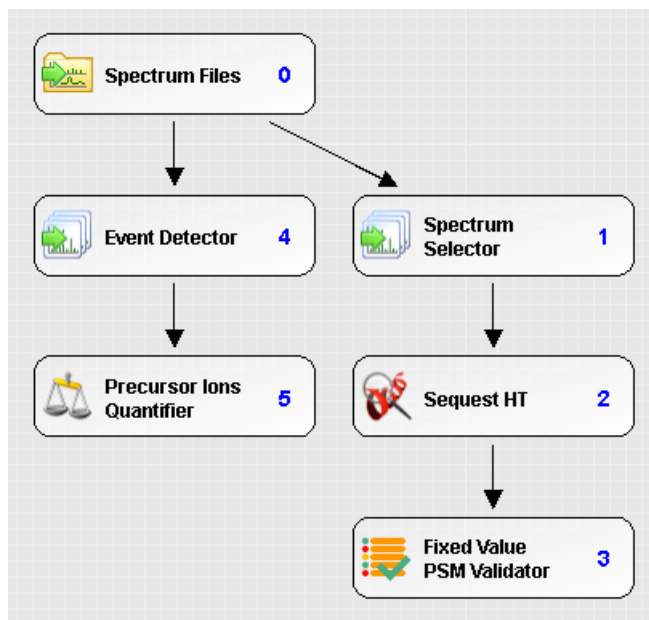 Spectrum Files 0
Event Detector 4
Spectrum
Selector 1
Precursor Ions
Quantifier 5
Sequest HT 2
Fixed Value
PSM Validator 3